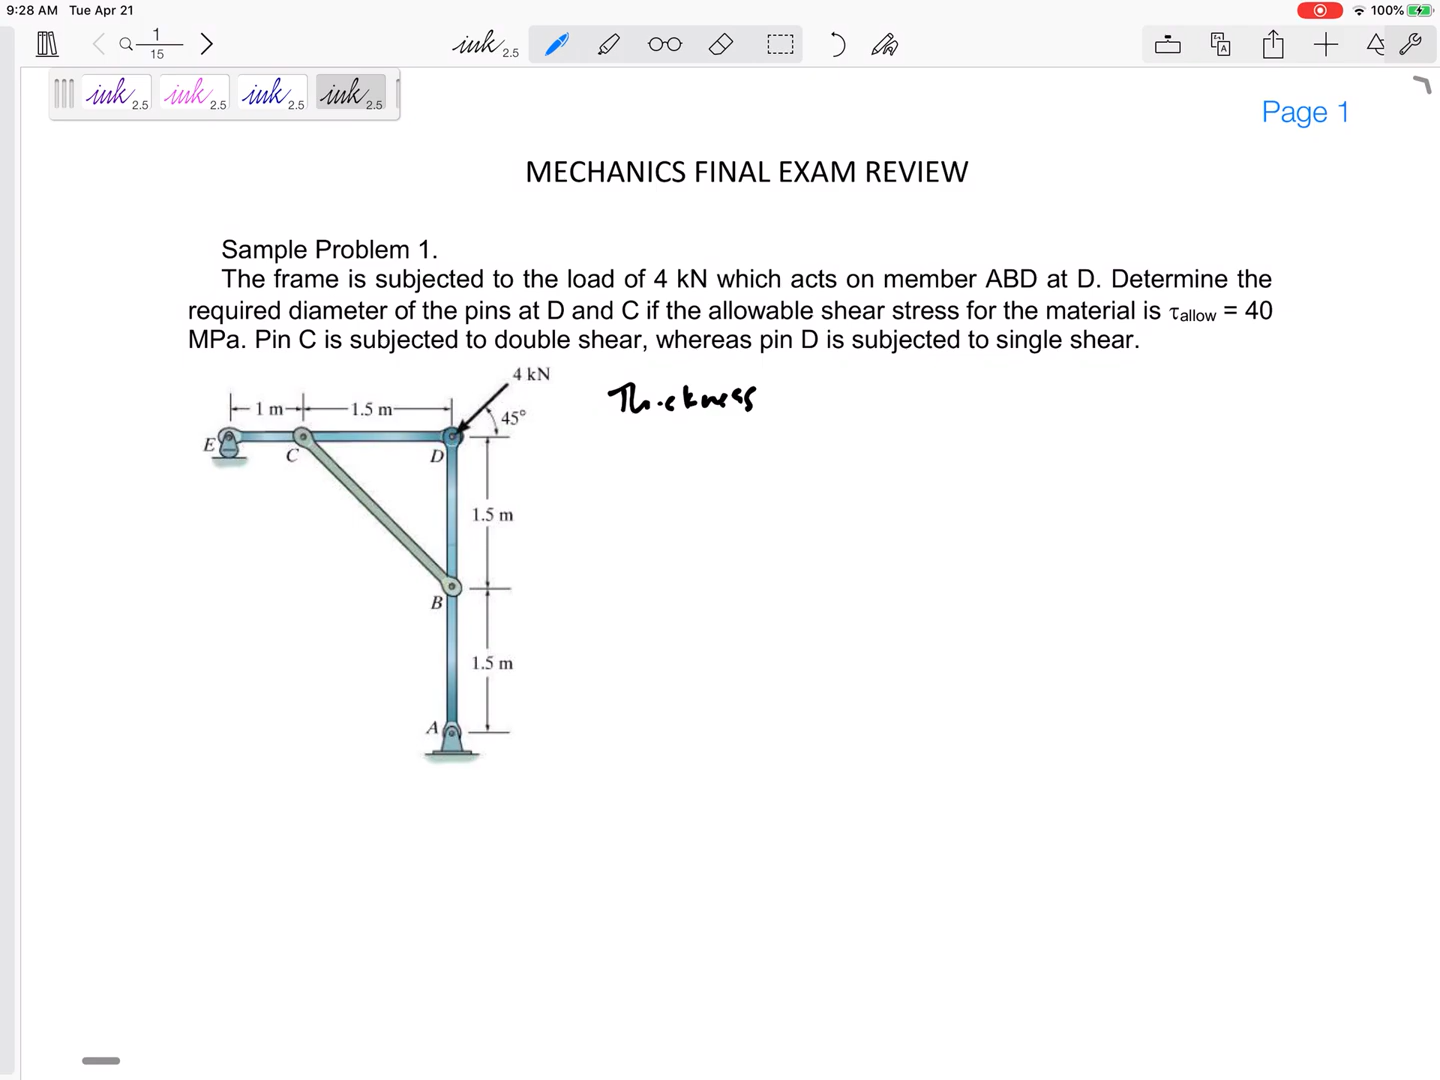 9:28 AM Tue Apr 21
100%
1
15
ink 2.5
ink 2.5
ink 2.5
ink 2.5
ink 2.5
Page 1
MECHANICS FINAL EXAM REVIEW
Sample Problem 1.
The frame is subjected to the load of 4 kN which acts on member ABD at D. Determine the
required diameter of the pins at D and C if the allowable shear stress for the material is τallow = 40
MPa. Pin C is subjected to double shear, whereas pin D is subjected to single shear.
4 kN
Thickness
1 m
1.5 m
45°
E
C
D
1.5 m
B
1.5 m
A